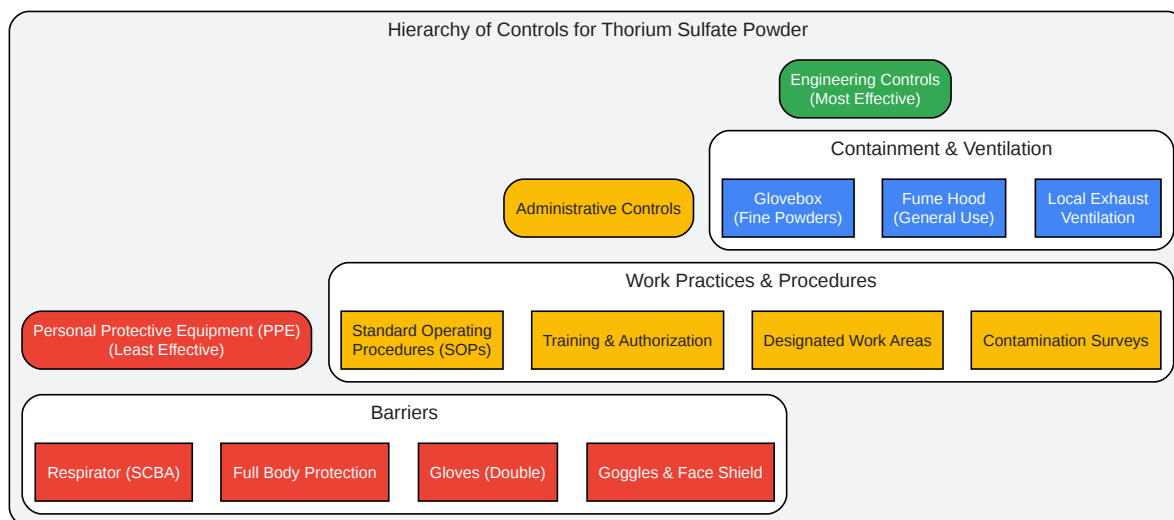 Hierarchy of Controls for Thorium Sulfate Powder
Engineering Controls
(Most Effective)
Containment & Ventilation
Glovebox
(Fine Powders)
Fume Hood
(General Use)
Local Exhaust
Ventilation
Administrative Controls
Work Practices & Procedures
Standard Operating
Procedures (SOPs)
Training & Authorization
Designated Work Areas
Contamination Surveys
Personal Protective Equipment (PPE)
(Least Effective)
Barriers
Respirator (SCBA)
Full Body Protection
Gloves (Double)
Goggles & Face Shield